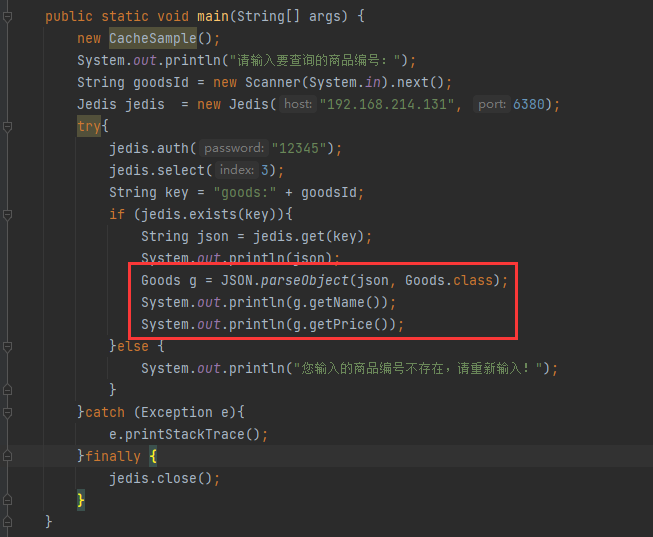 public static void main(String[] args) {
new CacheSample();
System.out.println("请输入要查询的商品编号：");
String goodsId = new Scanner(System.in).next();
Jedis jedis  = new Jedis( host: "192.168.214.131", port: 6380);
try{
jedis.auth( password: "12345");
jedis.select( index: 3);
String key = "goods:" + goodsId;
if (jedis.exists(key)){
String json = jedis.get(key);
System.out.println(json);
Goods g = JSON.parseObject(json, Goods.class);
System.out.println(g.getName());
System.out.println(g.getPrice());
}else {
System.out.println("您输入的商品编号不存在，请重新输入！");
}
}catch (Exception e){
e.printStackTrace();
}finally {
jedis.close();
}
}